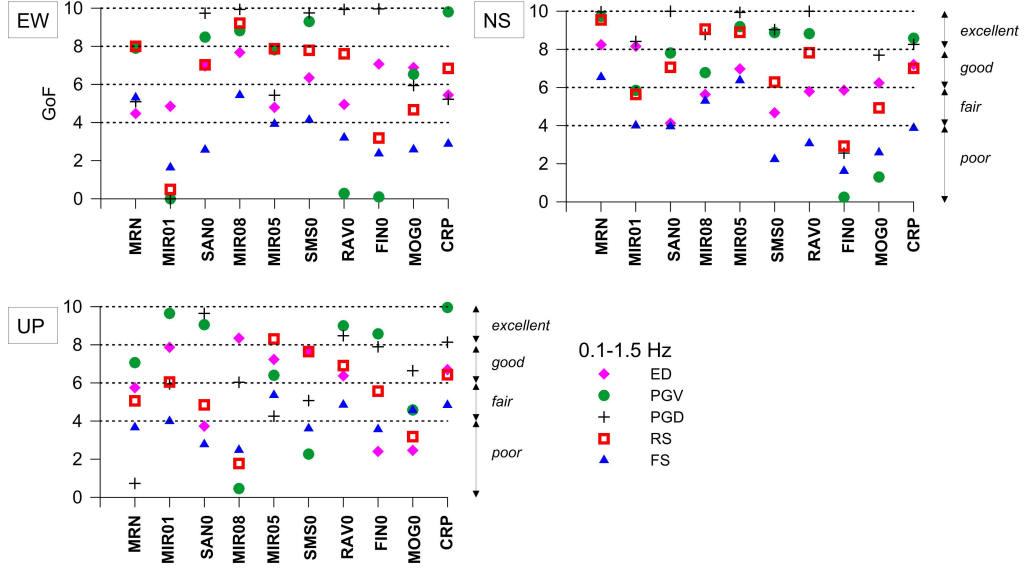 EW
GoF
10
8
6
4
2
0
MRN
MIR01
SAN0
MIR08
MIR05
SMS0
RAV0
FIN0
MOG0
CRP
NS
10
8
6
4
2
0
MRN
MIR01
SAN0
MIR08
MIR05
SMS0
RAV0
FIN0
MOG0
CRP
excellent
good
fair
poor
UP
10
8
6
4
2
0
MRN
MIR01
SAN0
MIR08
MIR05
SMS0
RAV0
FIN0
MOG0
CRP
excellent
good
fair
poor
0.1-1.5 Hz
ED
PGV
PGD
RS
FS